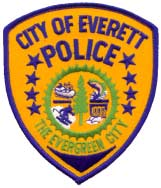 CITY OF EVERETT
POLICE
THE EVERGREEN CITY